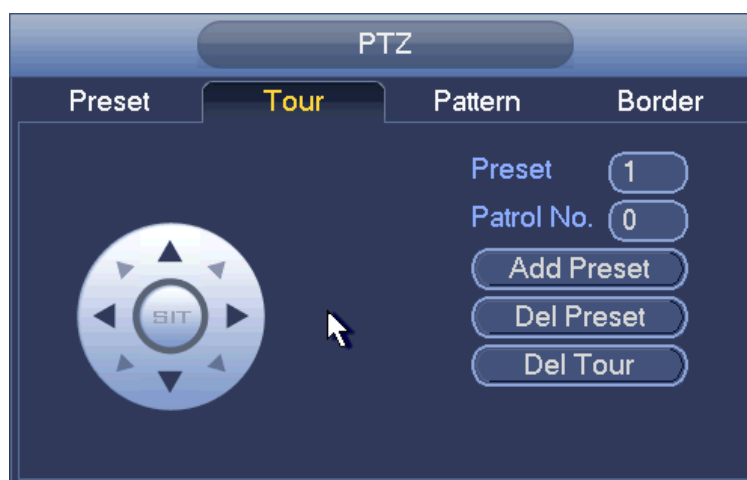 PTZ
Preset Tour Pattern Border
Preset 1
Patrol No. 0
Add Preset
SIT
Del Preset
Del Tour